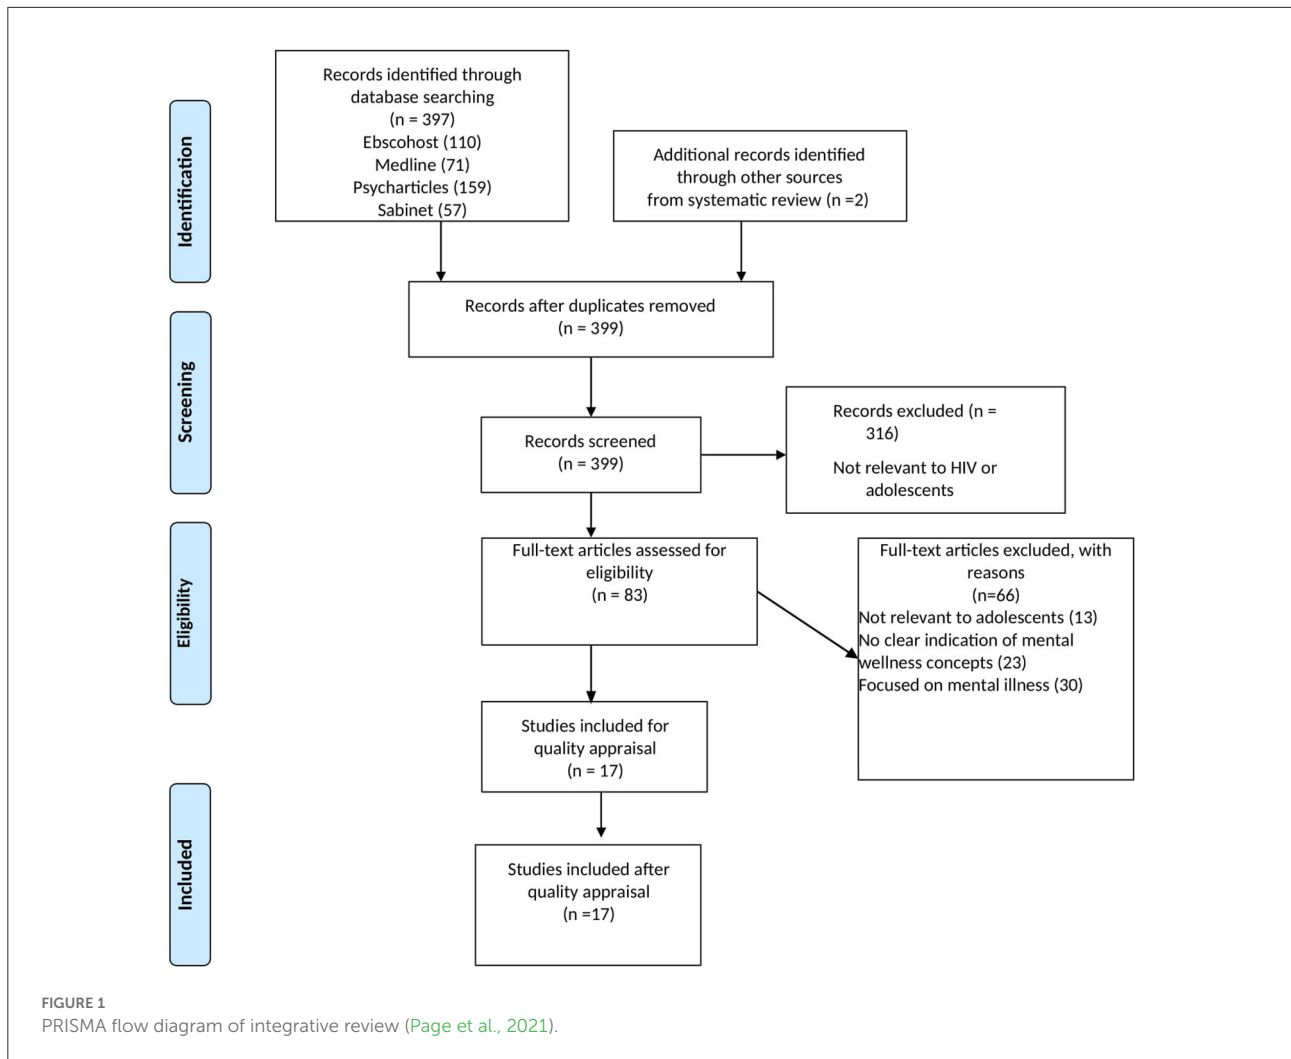 Records identified through
database searching
(n = 397)
Ebscohost (110)
Medline (71)
Psycharticles (159)
Sabinet (57)
Additional records identified
through other sources
from systematic review (n =2)
Identification
Records after duplicates removed
(n = 399)
Screening
Records screened
(n = 399)
Records excluded (n =
316)
Not relevant to HIV or
adolescents
Eligibility
Full-text articles assessed for
eligibility
(n = 83)
Full-text articles excluded, with
reasons
(n=66)
Not relevant to adolescents (13)
No clear indication of mental
wellness concepts (23)
Focused on mental illness (30)
Studies included for
quality appraisal
(n = 17)
Included
Studies included after
quality appraisal
(n =17)
FIGURE 1
PRISMA flow diagram of integrative review (Page et al., 2021).